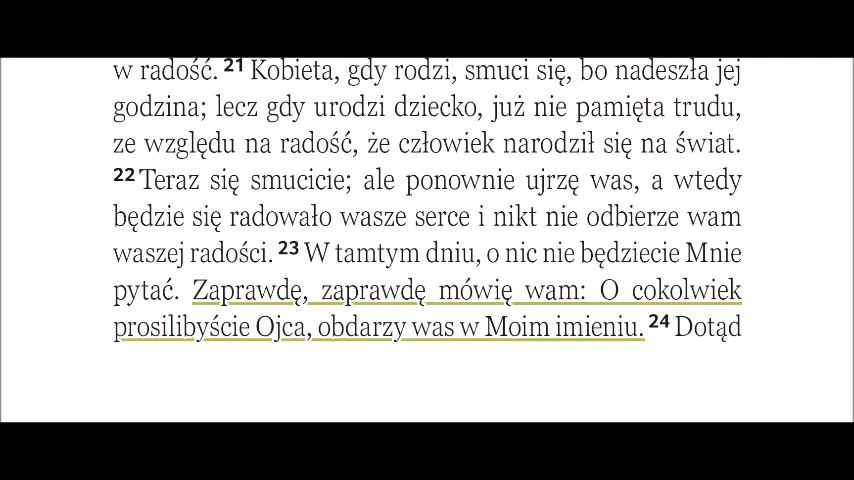 w radość. 21 Kobieta, gdy rodzi, smuci się, bo nadeszła jej
godzina; lecz gdy urodzi dziecko, już nie pamięta trudu,
ze względu na radość, że człowiek narodził się na świat.
22 Teraz się smucicie; ale ponownie ujrzę was, a wtedy
będzie się radowało wasze serce i nikt nie odbierze wam
waszej radości. 23 W tamtym dniu, o nic nie będziecie Mnie
pytać. Zaprawdę, zaprawdę mówię wam: O cokolwiek
prosilibyście Ojca, obdarzy was w Moim imieniu. 24 Dotąd